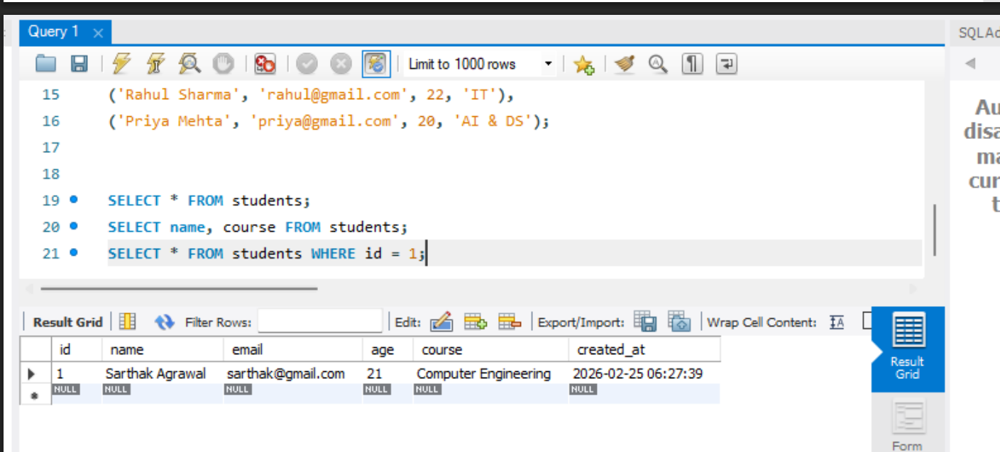 Query 1
SQLAd
Limit to 1000 rows
15 ('Rahul Sharma', 'rahul@gmail.com', 22, 'IT'),
16 ('Priya Mehta', 'priya@gmail.com', 20, 'AI & DS');
17
18
19 SELECT * FROM students;
20 SELECT name, course FROM students;
21 SELECT * FROM students WHERE id = 1;
Au
disa
ma
cur
t
Result Grid Filter Rows: Edit: Export/Import: Wrap Cell Content: IA
id name email age course created_at
1 Sarthak Agrawal sarthak@gmail.com 21 Computer Engineering 2026-02-25 06:27:39
NULL NULL NULL NULL NULL NULL
Result
Grid
Form